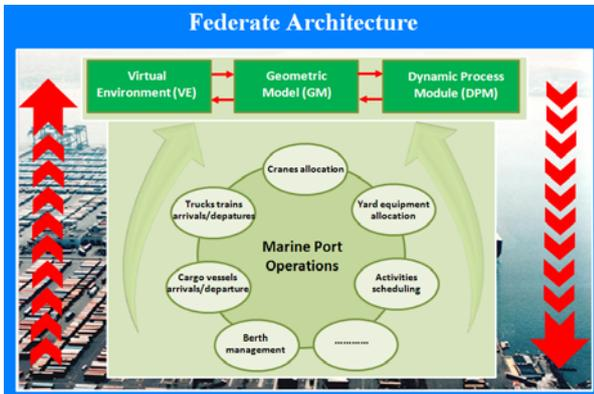 Federate Architecture
Virtual
Environment (VE)
Geometric
Model (GM)
Dynamic Process
Module (DPM)
Cranes allocation
Trucks trains
arrivals/depatures
Yard equipment
allocation
Marine Port
Operations
Cargo vessels
arrivals/departure
Activities
scheduling
Berth
management
............